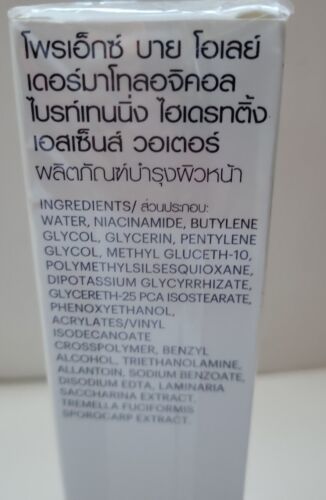 โพรเอ็กซ์ บาย โอเลย์
เดอร์มาโทลอจิคอล
ไบรท์เทนนิ่ง ไฮเดรทติ้ง
เอสเซ็นส์ วอเตอร์
ผลิตภัณฑ์บำรุงผิวหน้า
INGREDIENTS/ ส่วนประกอบ:
WATER, NIACINAMIDE, BUTYLENE
GLYCOL, GLYCERIN, PENTYLENE
GLYCOL, METHYL GLUCETH-10,
POLYMETHYLSILSESQUIOXANE,
DIPOTASSIUM GLYCYRRHIZATE,
GLYCERETH-25 PCA ISOSTEARATE,
PHENOXYETHANOL,
ACRYLATES/VINYL
ISODECANOATE
CROSSPOLYMER, BENZYL
ALCOHOL, TRIETHANOLAMINE,
ALLANTOIN, SODIUM BENZOATE,
DISODIUM EDTA, LAMINARIA
SACCHARINA EXTRACT,
TREMELLA FUCIFORMIS
SPOROCARP EXTRACT.